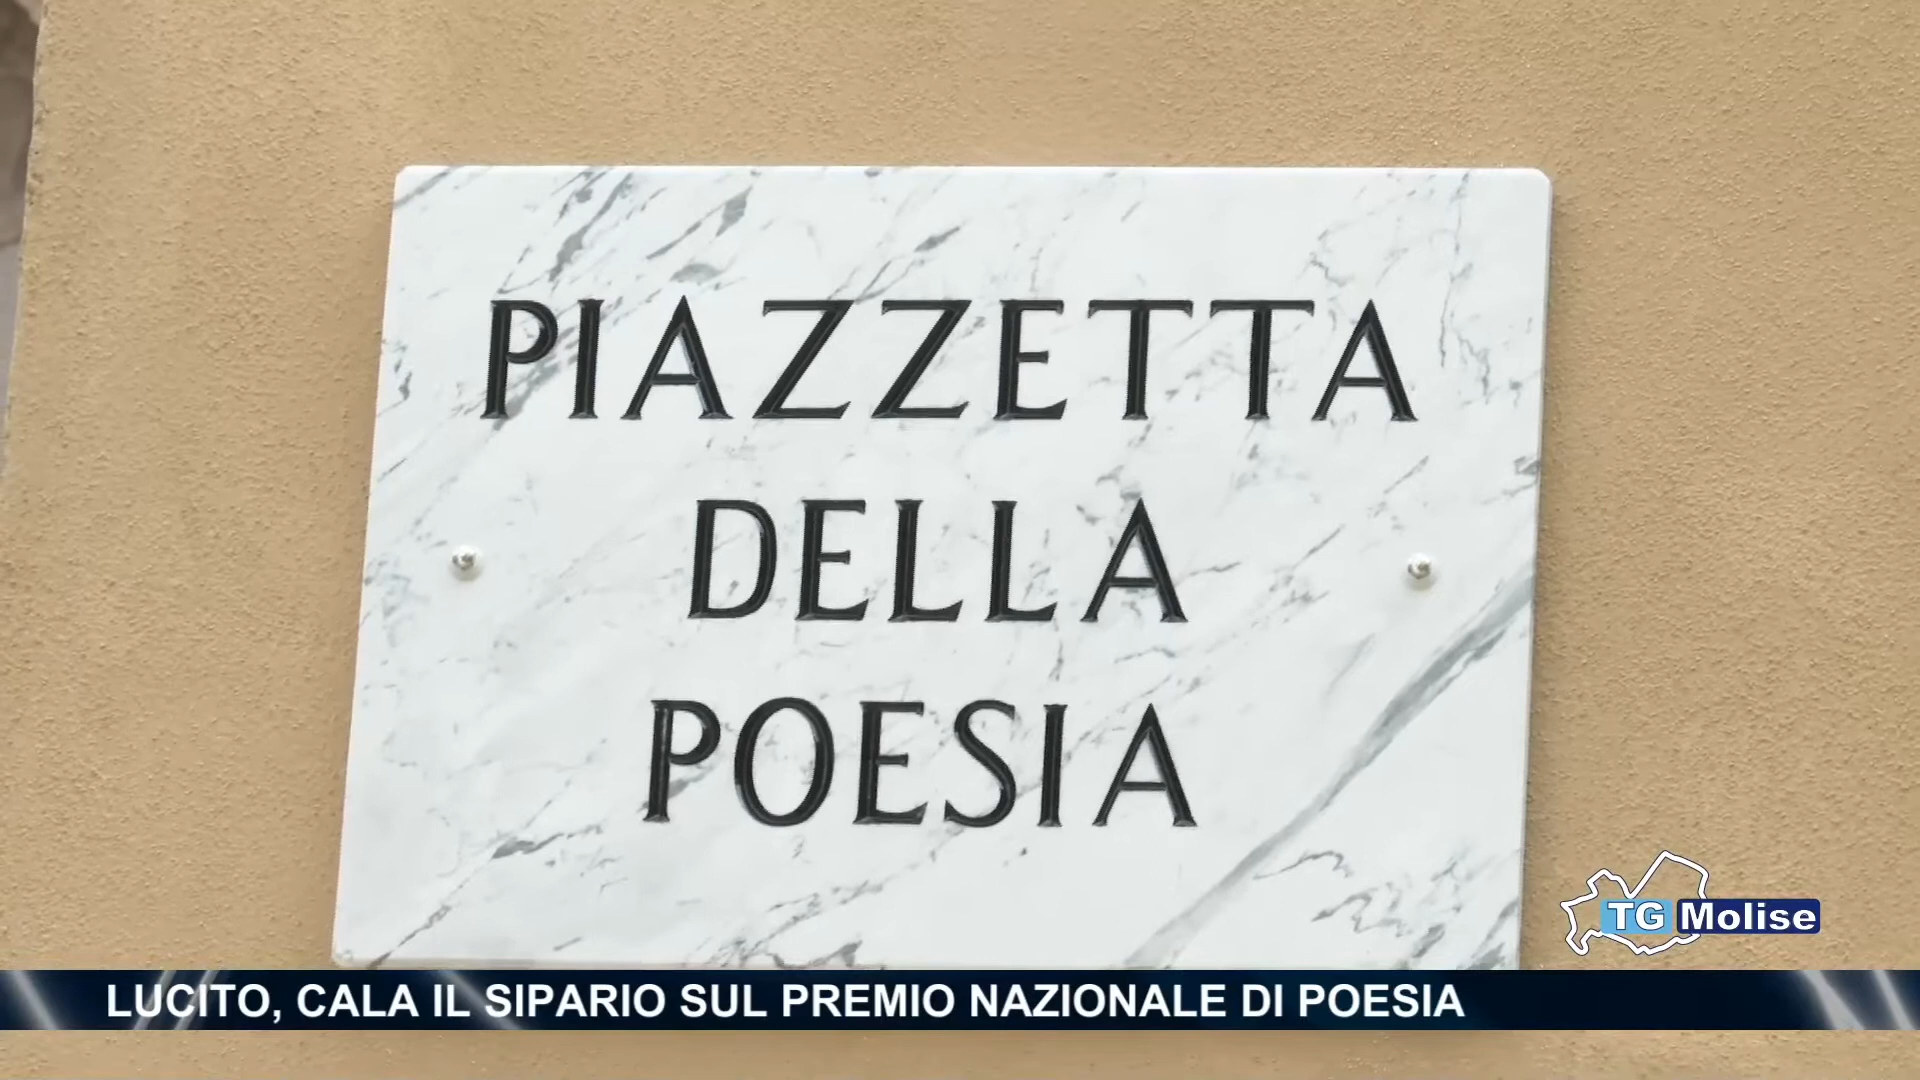 PIAZZETTA
DELLA
POESIA
TG Molise
LUCITO, CALA IL SIPARIO SUL PREMIO NAZIONALE DI POESIA